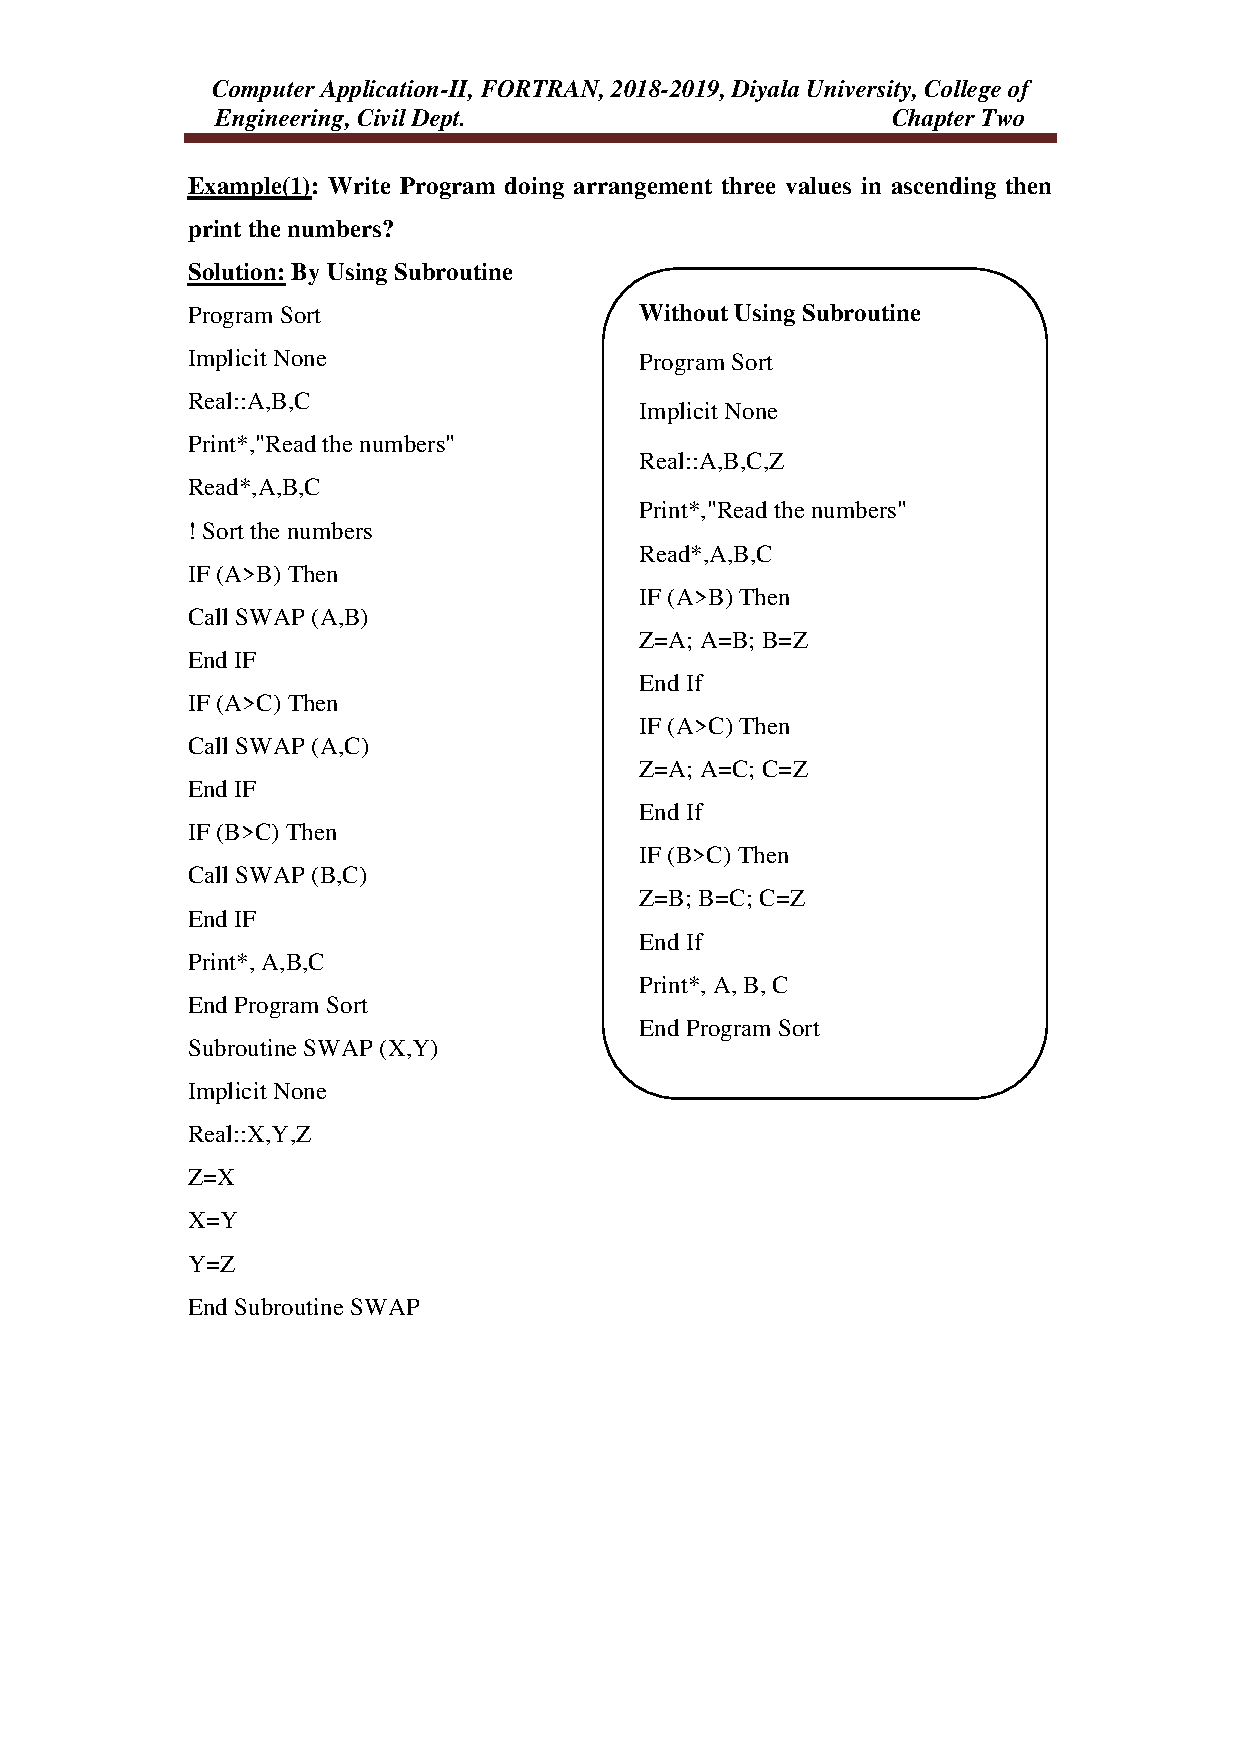 Computer Application-II, FORTRAN, 2018-2019, Diyala University, College of
Engineering, Civil Dept. Chapter Two
Example(1): Write Program doing arrangement three values in ascending then
print the numbers?
Solution: By Using Subroutine
Program Sort
Implicit None
Real::A,B,C
Print*,"Read the numbers"
Read*,A,B,C
! Sort the numbers
IF (A>B) Then
Call SWAP (A,B)
End IF
IF (A>C) Then
Call SWAP (A,C)
End IF
IF (B>C) Then
Call SWAP (B,C)
End IF
Print*, A,B,C
End Program Sort
Subroutine SWAP (X,Y)
Implicit None
Real::X,Y,Z
Z=X
X=Y
Y=Z
End Subroutine SWAP
Without Using Subroutine
Program Sort
Implicit None
Real::A,B,C,Z
Print*,"Read the numbers"
Read*,A,B,C
IF (A>B) Then
Z=A; A=B; B=Z
End If
IF (A>C) Then
Z=A; A=C; C=Z
End If
IF (B>C) Then
Z=B; B=C; C=Z
End If
Print*, A, B, C
End Program Sort